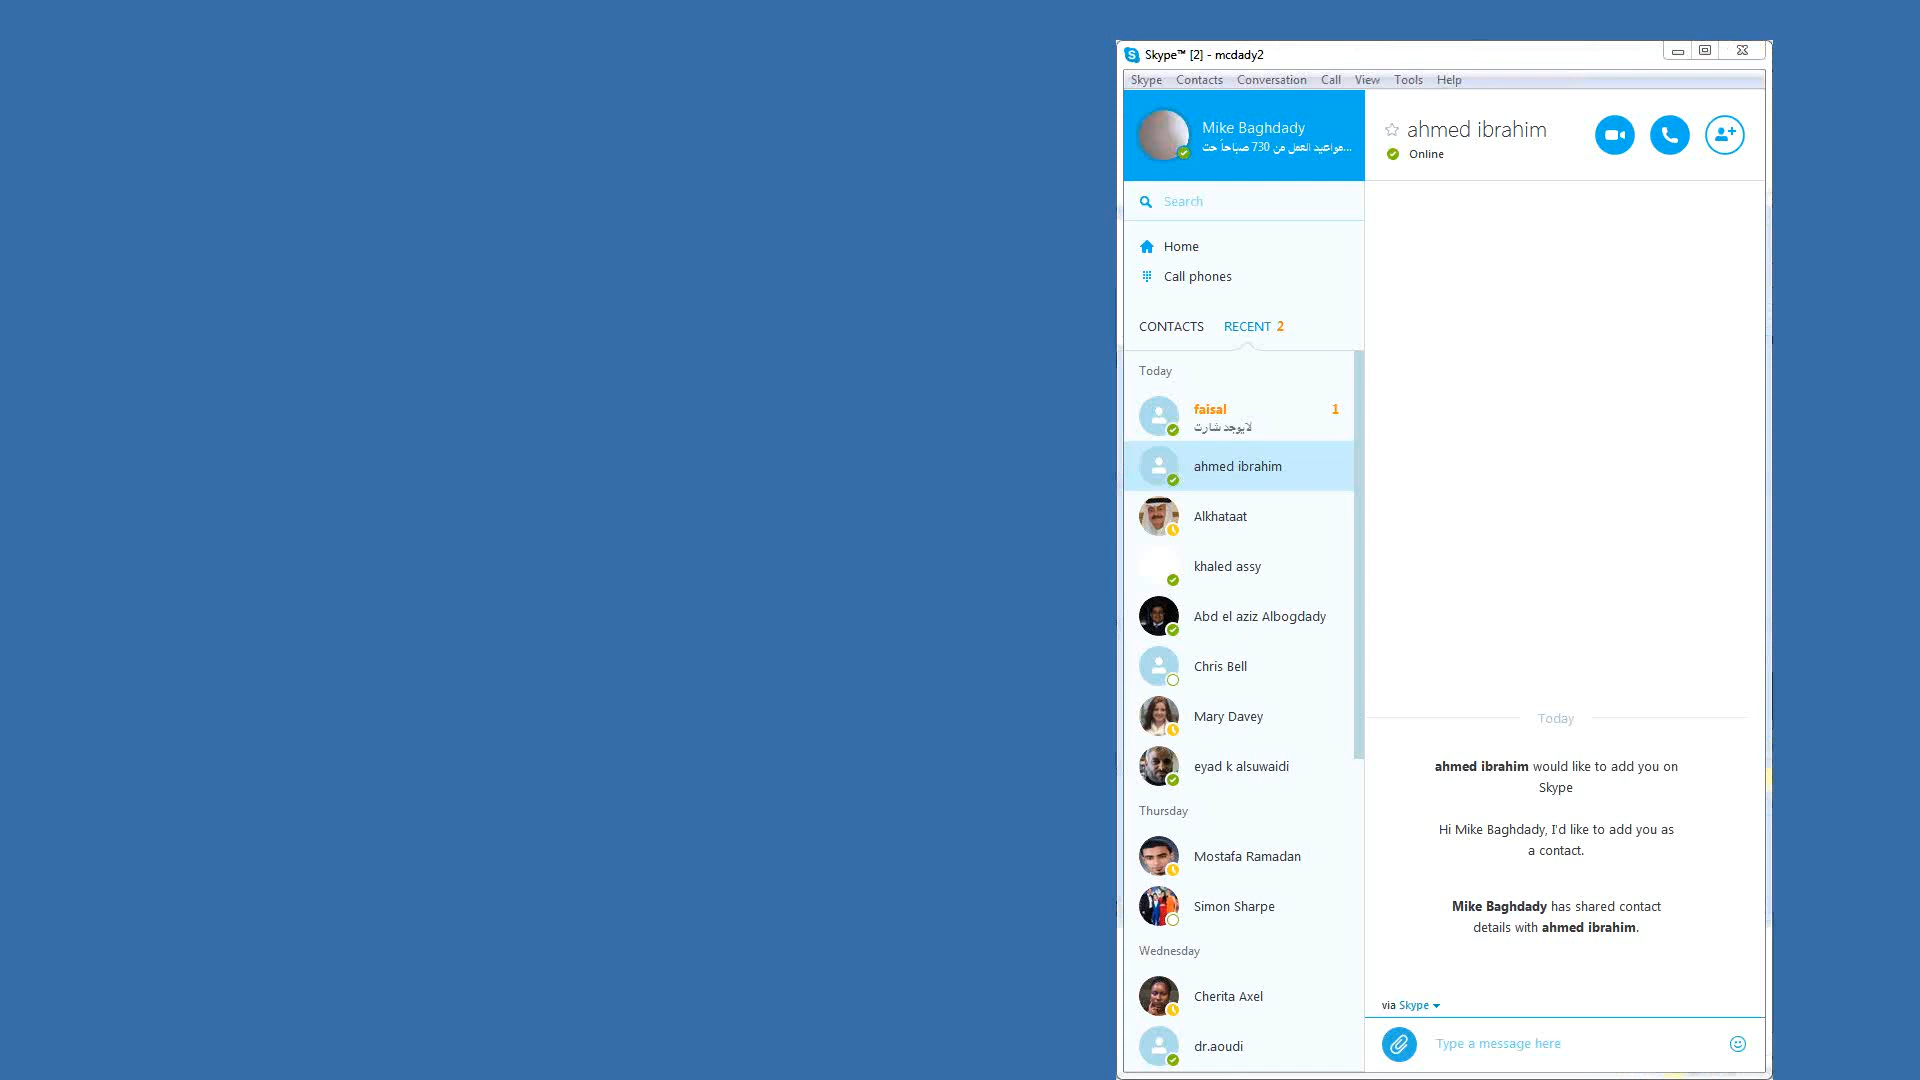 Skype™ [2] - mcdady2
Skype Contacts Conversation Call View Tools Help
Mike Baghdady
مواعيد العمل من 730 صباحاً حت...
ahmed ibrahim
Online
Search
Home
Call phones
CONTACTS RECENT 2
Today
faisal 1
لايوجد شارت
ahmed ibrahim
Alkhataat
khaled assy
Abd el aziz Albogdady
Chris Bell
Mary Davey
eyad k alsuwaidi
Thursday
Mostafa Ramadan
Simon Sharpe
Wednesday
Cherita Axel
dr.aoudi
Today
ahmed ibrahim would like to add you on
Skype
Hi Mike Baghdady, I'd like to add you as
a contact.
Mike Baghdady has shared contact
details with ahmed ibrahim.
via Skype
Type a message here